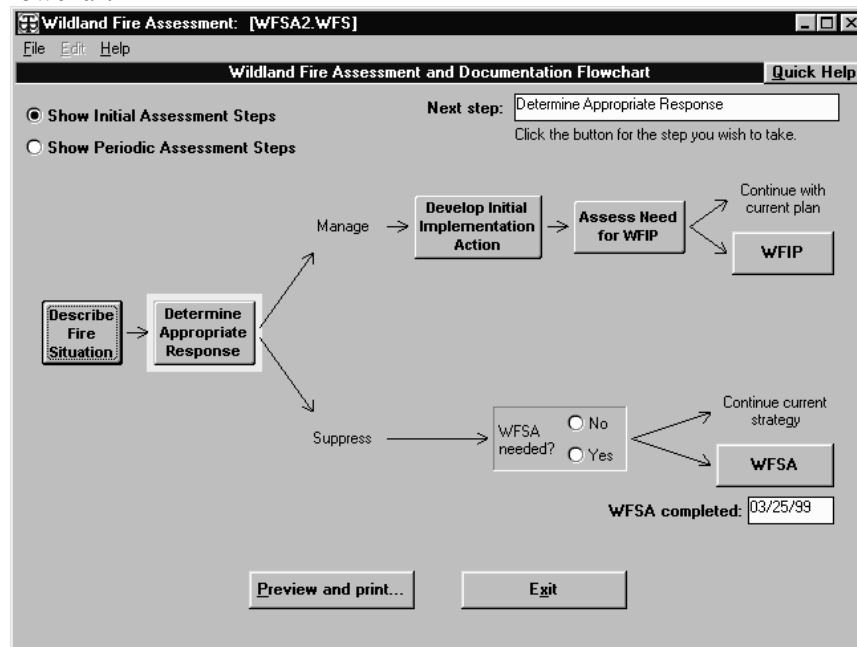 Wildland Fire Assessment: [WFSA2.WFS]
File Edit Help
Wildland Fire Assessment and Documentation Flowchart
Quick Help
Show Initial Assessment Steps
Show Periodic Assessment Steps
Next step:
Determine Appropriate Response
Click the button for the step you wish to take.
Manage
Develop Initial
Implementation
Action
Assess Need
for WFIP
Continue with
current plan
WFIP
Describe
Fire
Situation
Determine
Appropriate
Response
Suppress
WFSA
needed?
No
Yes
Continue current
strategy
WFSA
WFSA completed:
03/25/99
Preview and print...
Exit